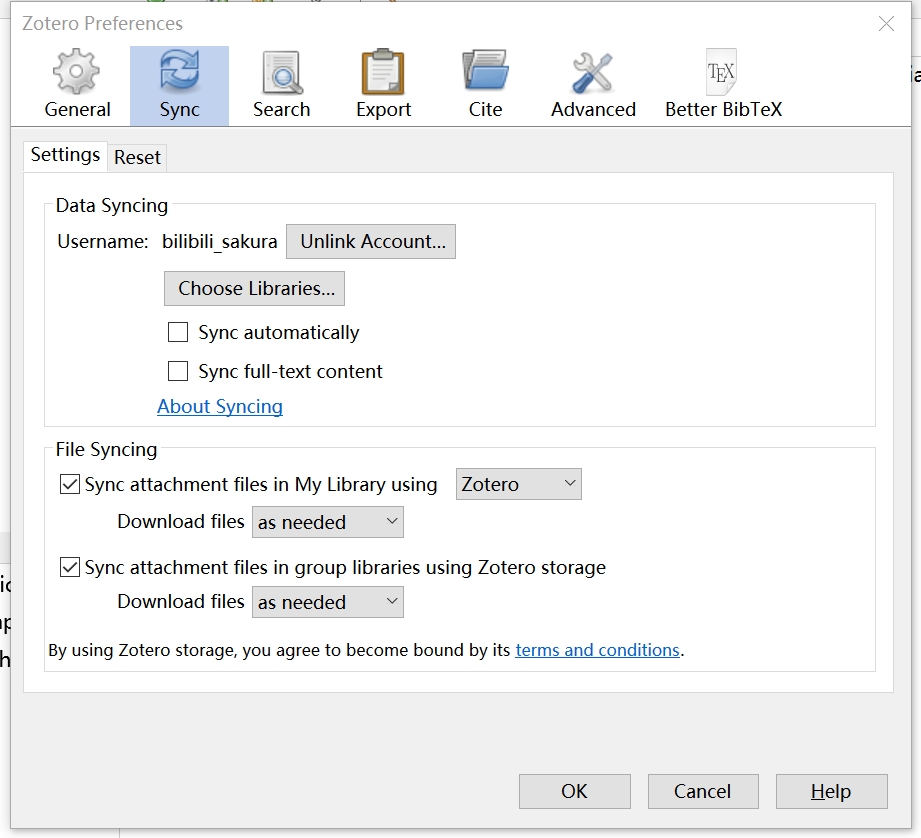 Zotero Preferences
General Sync Search Export Cite Advanced Better BibTeX
TEX
Settings Reset
Data Syncing
Username: bilibili_sakura Unlink Account...
Choose Libraries...
Sync automatically
Sync full-text content
About Syncing
File Syncing
Sync attachment files in My Library using Zotero
Download files as needed
Sync attachment files in group libraries using Zotero storage
Download files as needed
By using Zotero storage, you agree to become bound by its terms and conditions.
OK Cancel Help